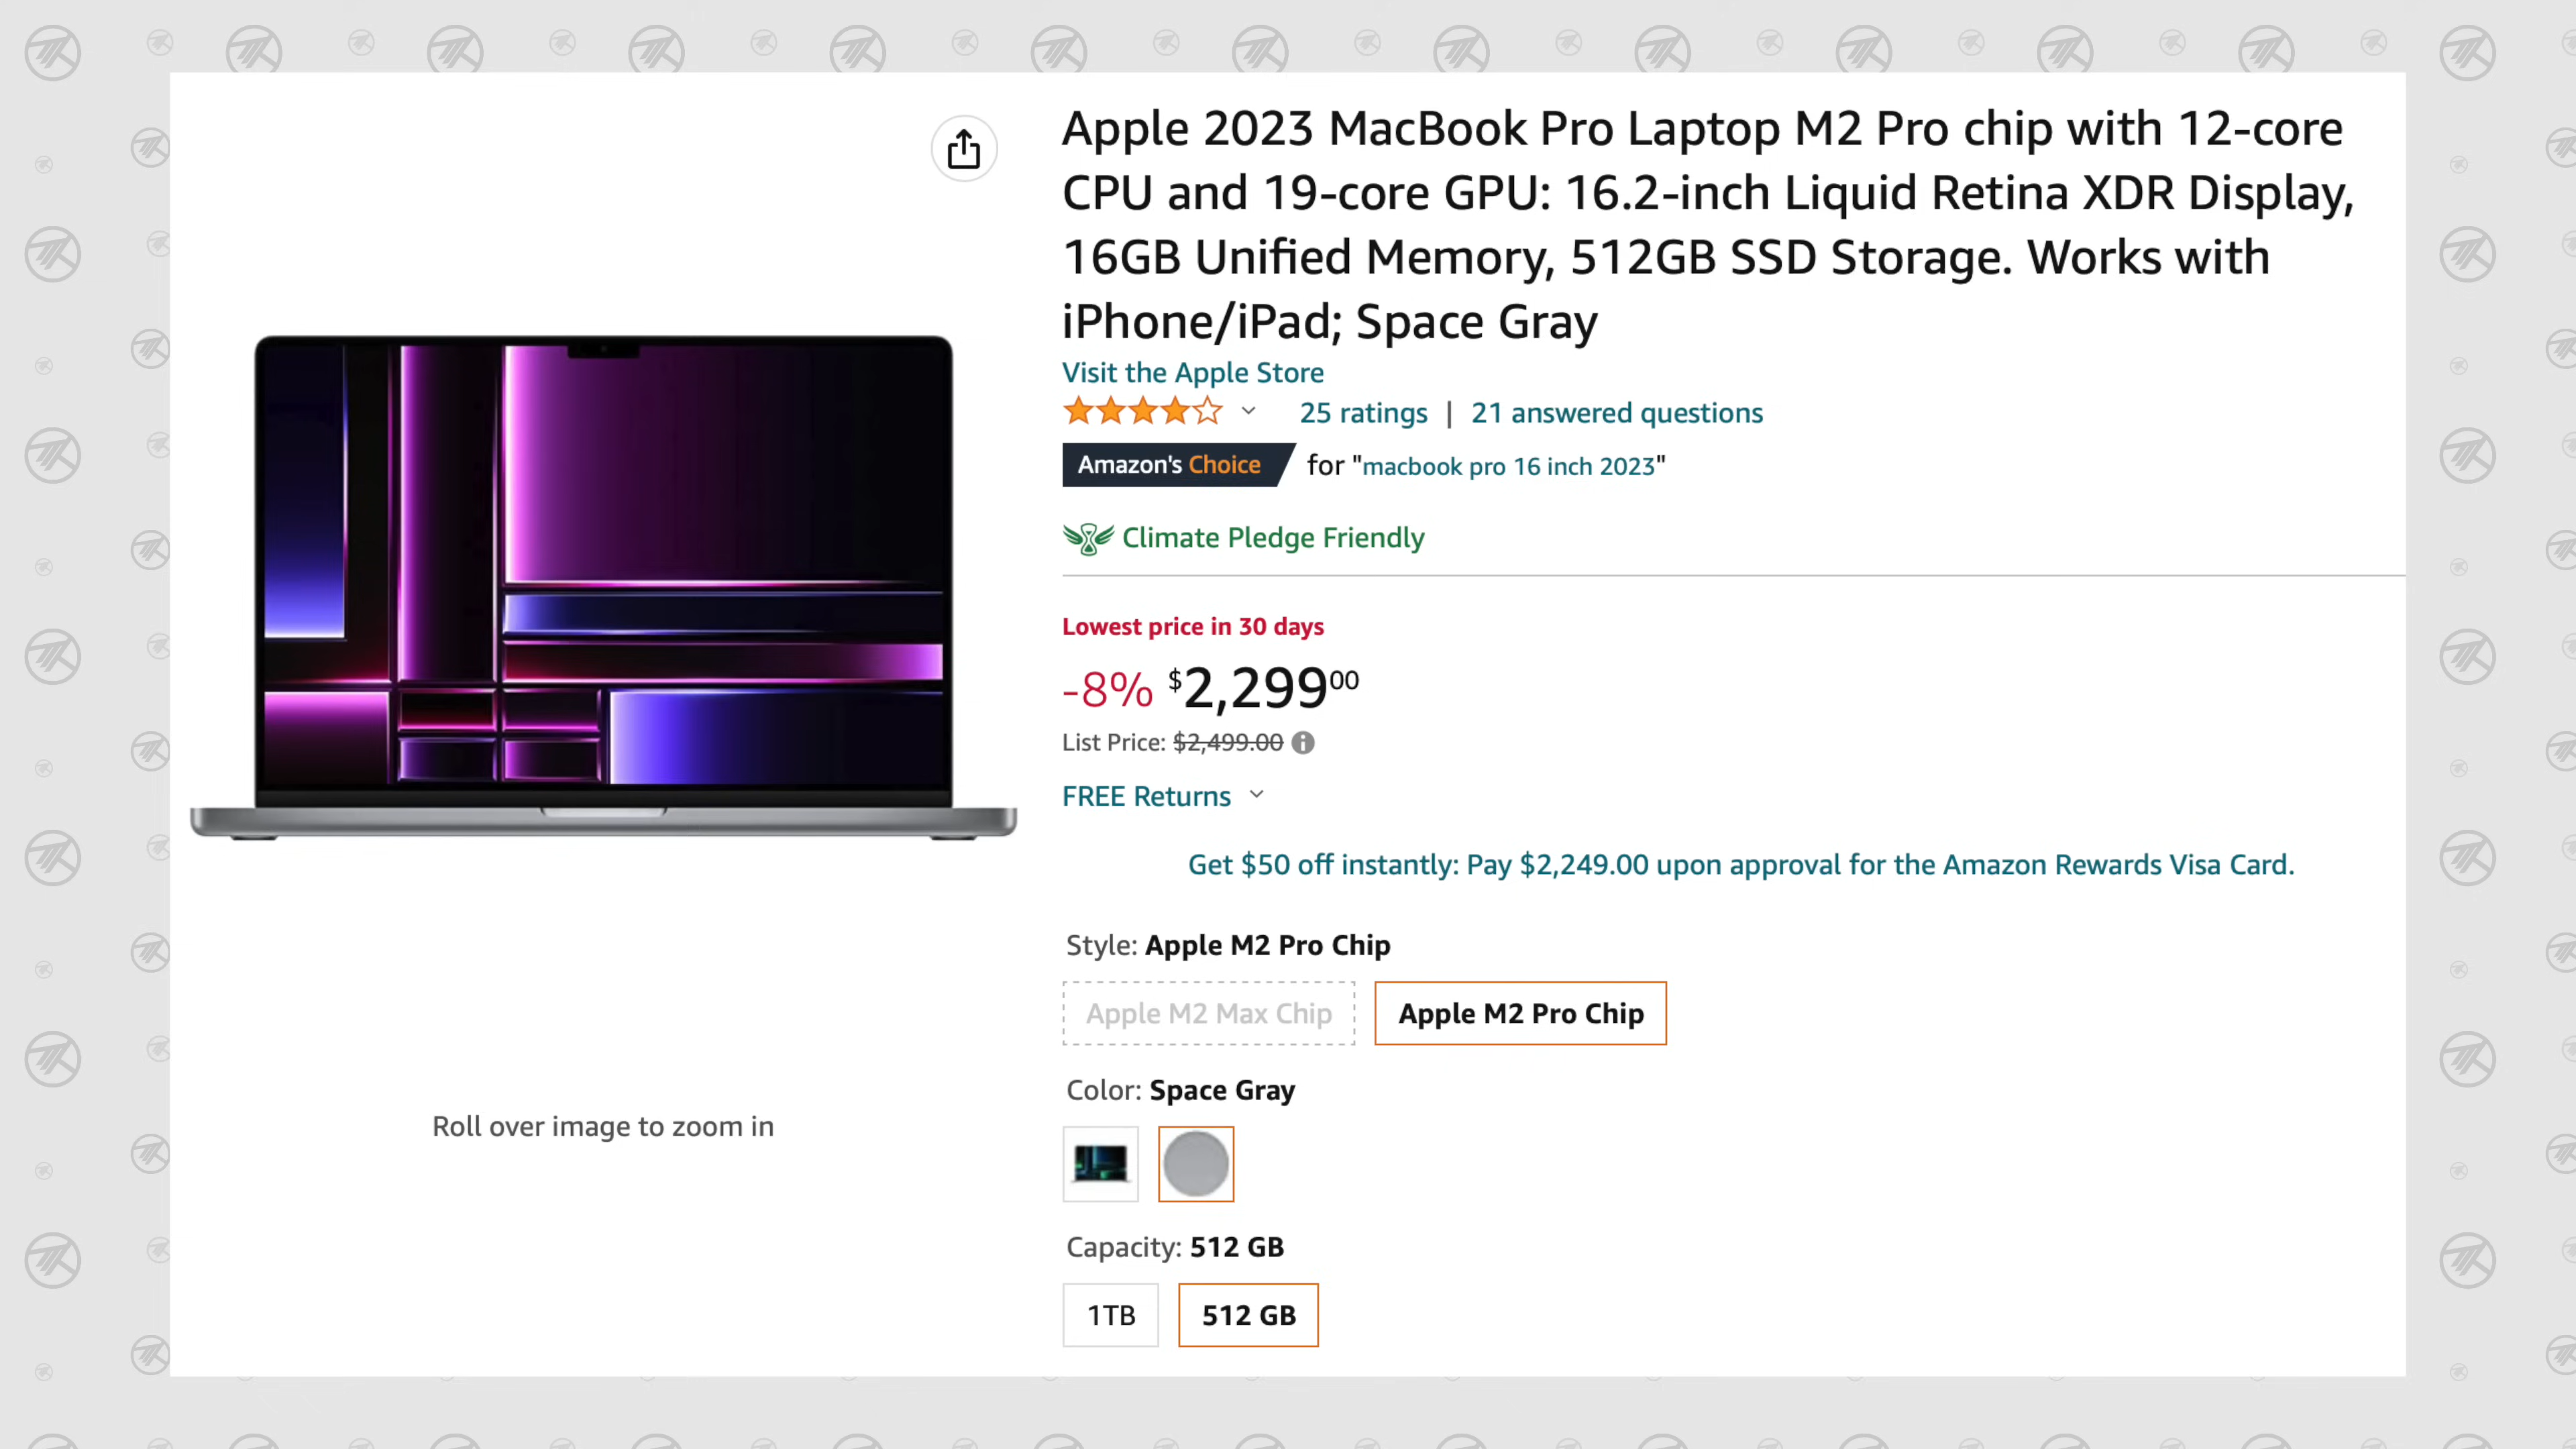 Apple 2023 MacBook Pro Laptop M2 Pro chip with 12-core
CPU and 19-core GPU: 16.2-inch Liquid Retina XDR Display,
16GB Unified Memory, 512GB SSD Storage. Works with
iPhone/iPad; Space Gray
Visit the Apple Store
25 ratings | 21 answered questions
Amazon's Choice for "macbook pro 16 inch 2023"
Climate Pledge Friendly
Lowest price in 30 days
-8% $2,29900
List Price: $2,499.00
FREE Returns
Get $50 off instantly: Pay $2,249.00 upon approval for the Amazon Rewards Visa Card.
Style: Apple M2 Pro Chip
Apple M2 Max Chip Apple M2 Pro Chip
Color: Space Gray
Roll over image to zoom in
Capacity: 512 GB
1TB 512 GB